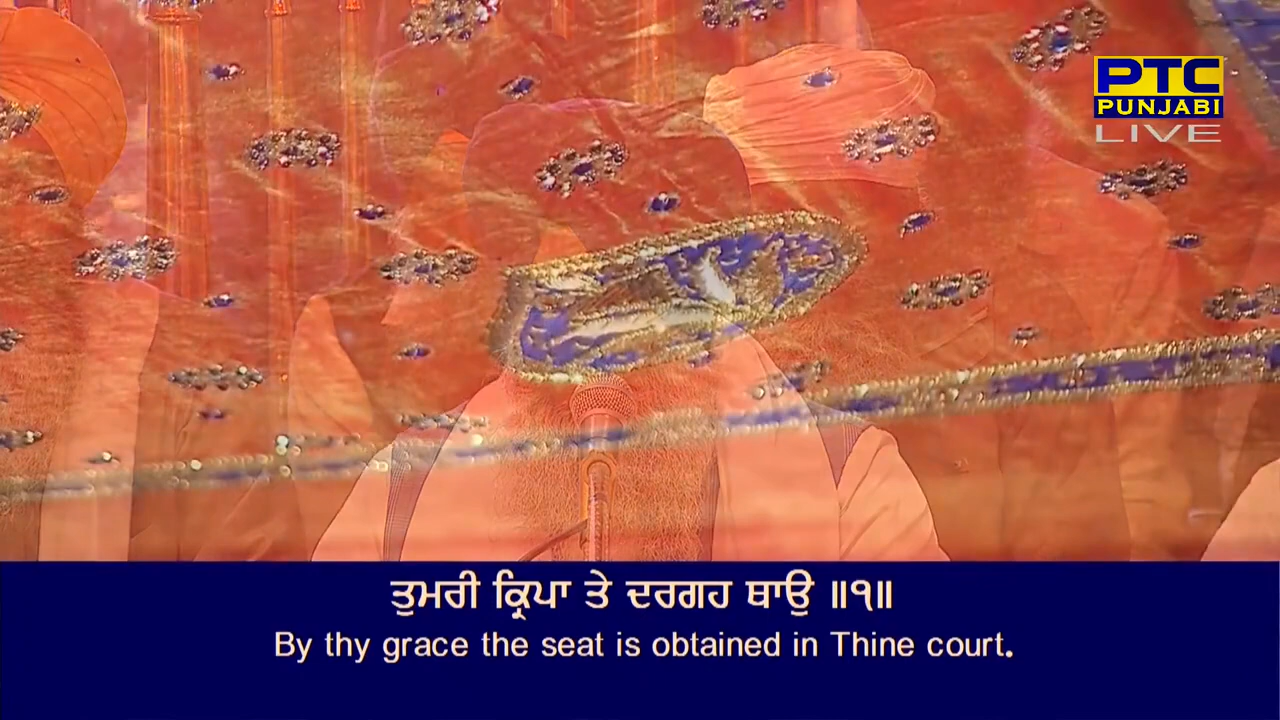 PTC
PUNJABI
LIVE
ਤੁਮਰੀ ਕ੍ਰਿਪਾ ਤੇ ਦਰਗਹ ਥਾਉ ॥੧॥
By thy grace the seat is obtained in Thine court.